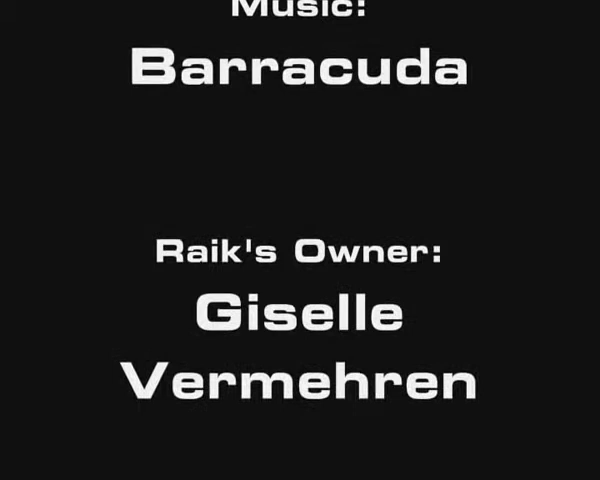 Music:
Barracuda
Raik's Owner:
Giselle
Vermehren